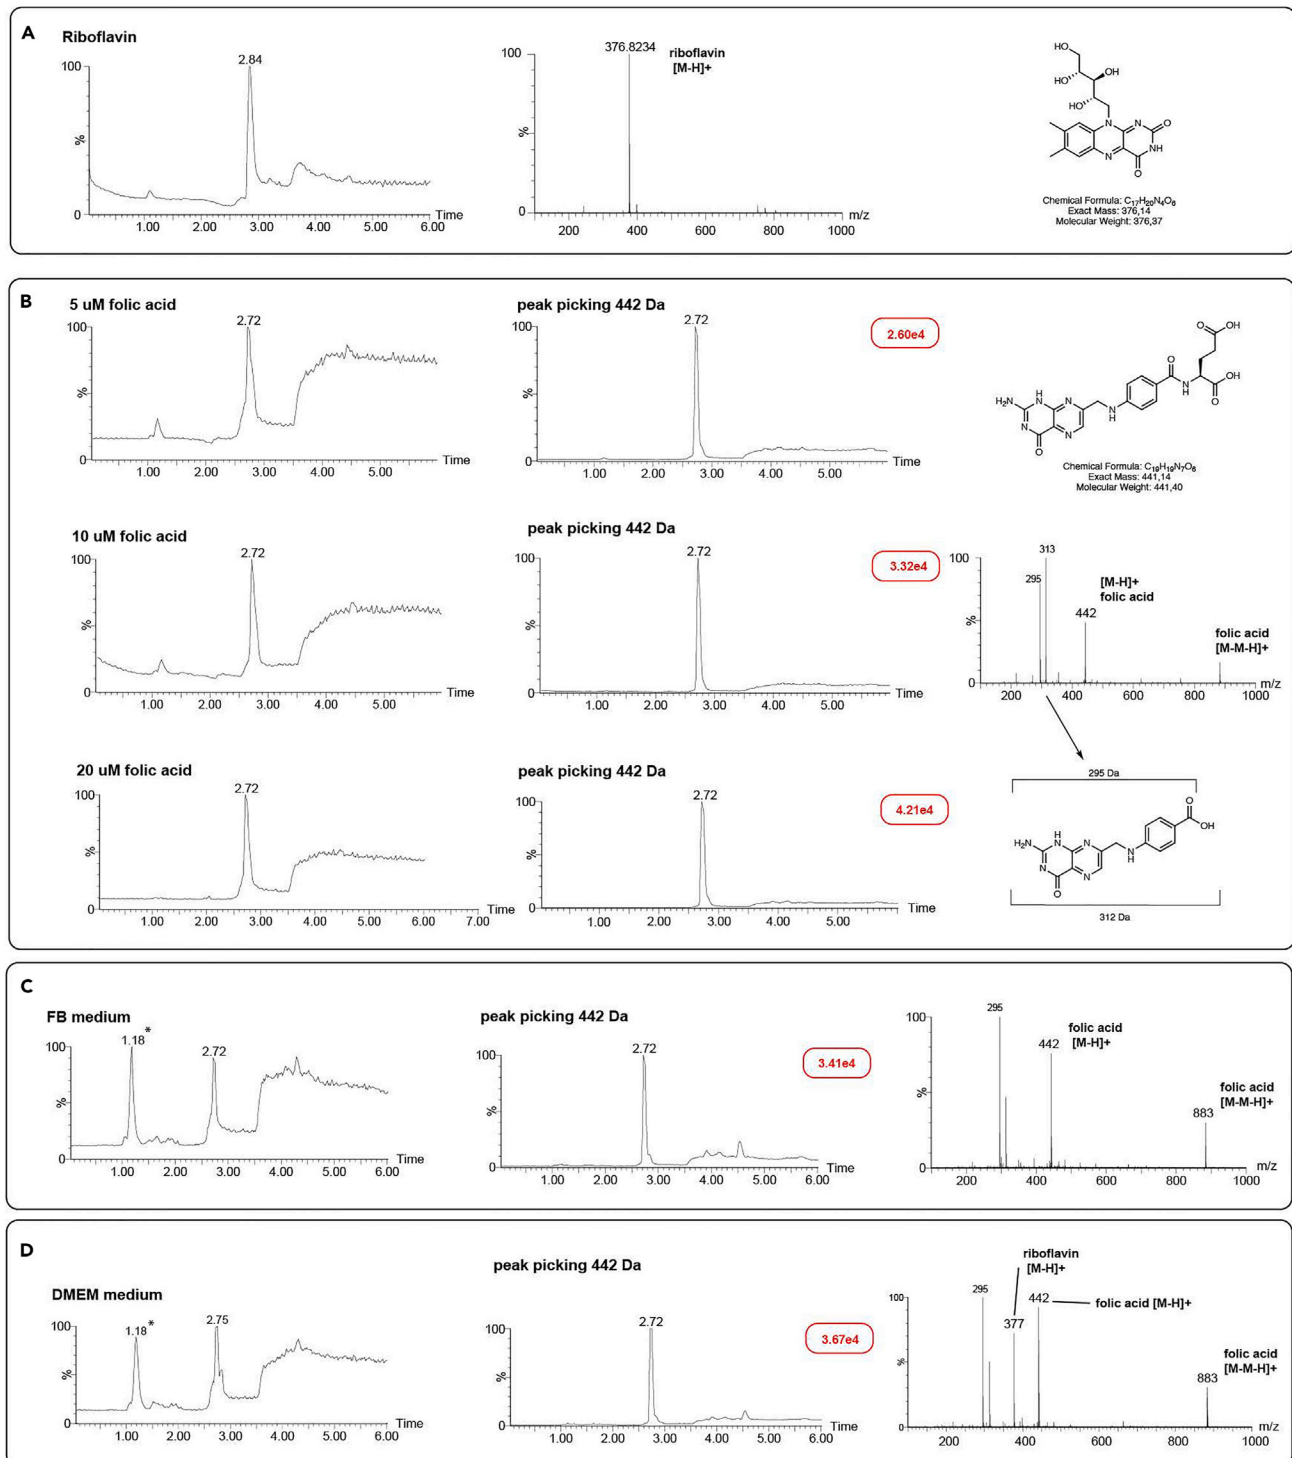 A
Riboflavin
2.84
100
%
0
1.00 2.00 3.00 4.00 5.00 6.00
Time
376.8234
100
%
0
200 400 600 800 1000
m/z
riboflavin
[M-H]+
HO
HO
OH
HO
N N O
N NH
O
Chemical Formula: C17H20N4O6
Exact Mass: 376,14
Molecular Weight: 376,37
B
5 uM folic acid
2.72
100
%
0
1.00 2.00 3.00 4.00 5.00
Time
peak picking 442 Da
2.72
100
%
0
1.00 2.00 3.00 4.00 5.00
Time
2.60e4
O OH
O
N
H
OH
O
H2N H
N N
N
H
N N
O
Chemical Formula: C19H19N7O6
Exact Mass: 441,14
Molecular Weight: 441,40
10 uM folic acid
2.72
100
%
0
1.00 2.00 3.00 4.00 5.00
Time
peak picking 442 Da
2.72
100
%
0
1.00 2.00 3.00 4.00 5.00
Time
3.32e4
100
%
0
313
295
[M-H]+
folic acid
442
folic acid
[M-M-H]+
200 400 600 800 1000
m/z
20 uM folic acid
2.72
100
%
0
1.00 2.00 3.00 4.00 5.00 6.00 7.00
Time
peak picking 442 Da
2.72
100
%
0
1.00 2.00 3.00 4.00 5.00
Time
4.21e4
295 Da
O
OH
H2N H
N N
N
H
N N
O
312 Da
C
FB medium
1.18 *
2.72
100
%
0
1.00 2.00 3.00 4.00 5.00 6.00
Time
peak picking 442 Da
2.72
100
%
0
1.00 2.00 3.00 4.00 5.00 6.00
Time
3.41e4
100
%
0
295
folic acid
[M-H]+
442
folic acid
[M-M-H]+
883
200 400 600 800 1000
m/z
D
DMEM medium
1.18 *
2.75
100
%
0
1.00 2.00 3.00 4.00 5.00 6.00
Time
peak picking 442 Da
2.72
100
%
0
1.00 2.00 3.00 4.00 5.00 6.00
Time
3.67e4
100
%
0
riboflavin
[M-H]+
295
377
442
folic acid [M-H]+
folic acid
[M-M-H]+
883
200 400 600 800 1000
m/z